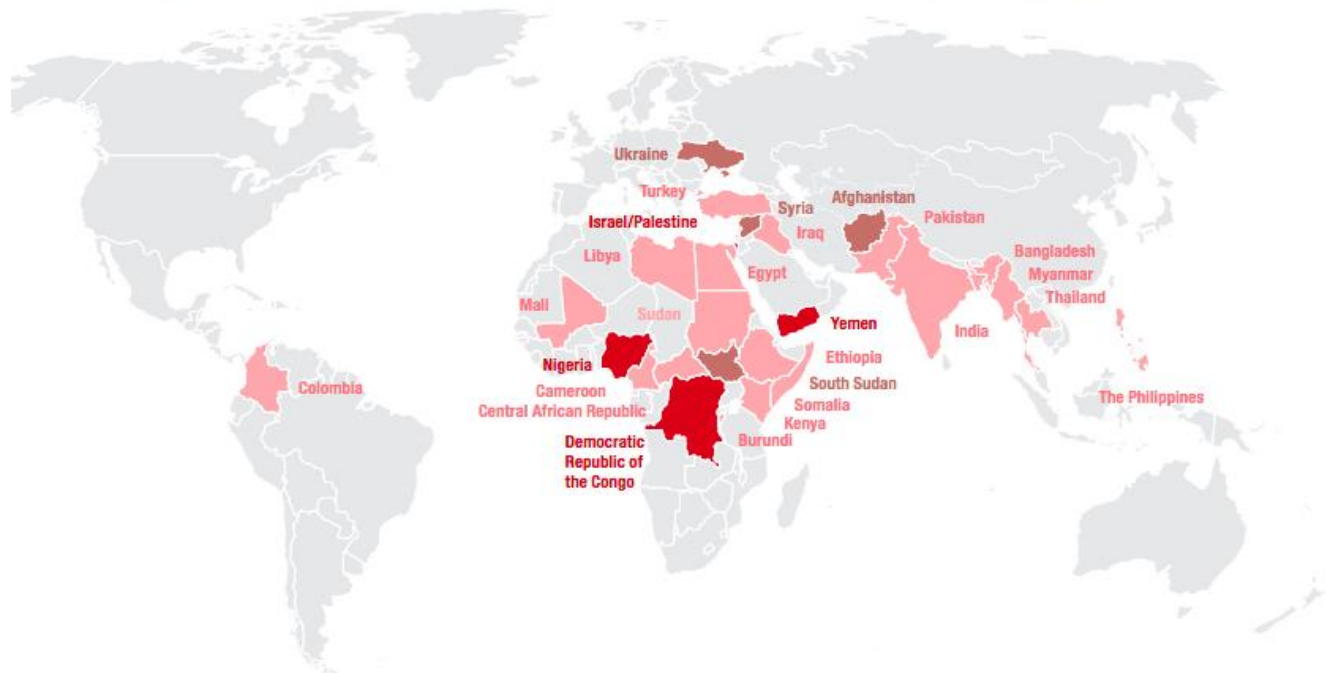 Ukraine
Turkey
Afghanistan
Syria
Pakistan
Israel/Palestine
Iraq
Libya
Egypt
Bangladesh
Myanmar
Thailand
Mali
Sudan
Yemen
India
Nigeria
Ethiopia
South Sudan
Colombia
Cameroon
Central African Republic
Somalia
The Philippines
Kenya
Democratic
Republic of
the Congo
Burundi